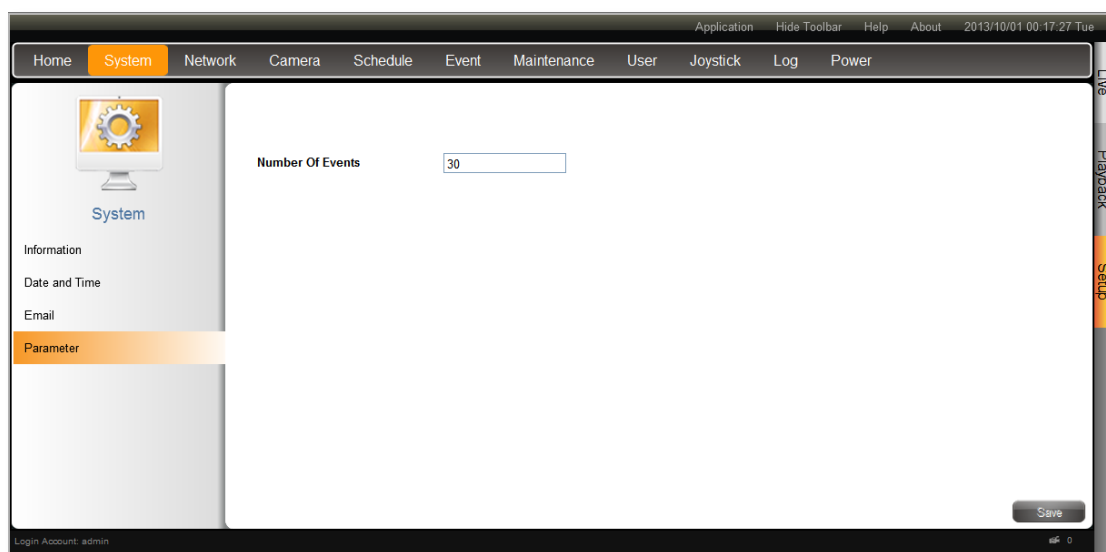 Application Hide Toolbar Help About 2013/10/01 00:17:27 Tue
Home System Network Camera Schedule Event Maintenance User Joystick Log Power
Live
Playback
Setup
System
Information
Date and Time
Email
Parameter
Number Of Events 30
Save
Login Account: admin 0